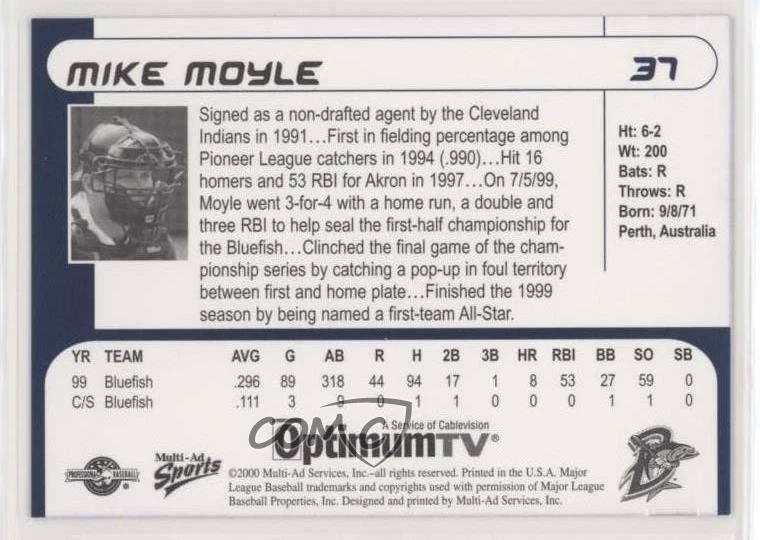 MIKE MOYLE 37
Signed as a non-drafted agent by the Cleveland
Indians in 1991...First in fielding percentage among
Pioneer League catchers in 1994 (.990)...Hit 16
homers and 53 RBI for Akron in 1997...On 7/5/99,
Moyle went 3-for-4 with a home run, a double and
three RBI to help seal the first-half championship for
the Bluefish...Clinched the final game of the cham-
pionship series by catching a pop-up in foul territory
between first and home plate...Finished the 1999
season by being named a first-team All-Star.
Ht: 6-2
Wt: 200
Bats: R
Throws: R
Born: 9/8/71
Perth, Australia
YR TEAM AVG G AB R H 2B 3B HR RBI BB SO SB
99 Bluefish .296 89 318 44 94 17 1 8 53 27 59 0
C/S Bluefish .111 3 9 0 1 1 0 0 0 1 1 0
A Service of Cablevision
OptimumTV®
COMC
PROFESSIONAL BASEBALL ®
Multi-Ad
Sports
©2000 Multi-Ad Services, Inc.–all rights reserved. Printed in the U.S.A. Major
League Baseball trademarks and copyrights used with permission of Major League
Baseball Properties, Inc. Designed and printed by Multi-Ad Services, Inc.
B